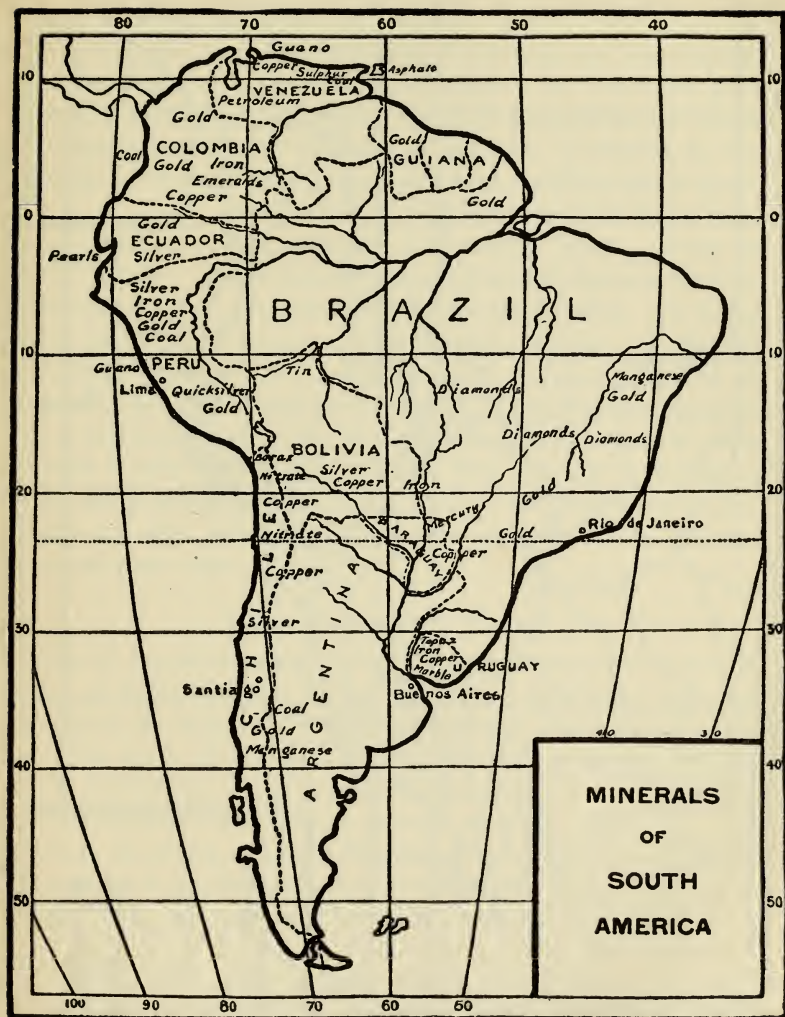 80 70 60 50 40
Guano
10 Copper Sulphur Coal Asphalt 10
VENEZUELA
Petroleum
Gold
COLOMBIA Gold
Coal Gold Iron GUIANA
Emeralds
Copper Gold
0 Gold 0
ECUADOR
Pearls Silver
Silver
Iron
Copper
Gold
Coal
BRAZIL
10 10
PERU
Guano Tin
Lima Quicksilver Diamonds Manganese
Gold Gold
Diamonds Diamonds
BOLIVIA
Borax Silver
Nitrate Copper Iron
20 Copper Mercury Gold 20
Nitrate PARAGUAY Copper Gold Rio de Janeiro
Copper
Silver
30 30
Topaz
Iron
Copper
Marble URUGUAY
Santiago
Buenos Aires
CHILE
ARGENTINA
Coal
Gold
Manganese
40 30
40 40
MINERALS
OF
SOUTH
AMERICA
50 50
100 90 80 70 60 50